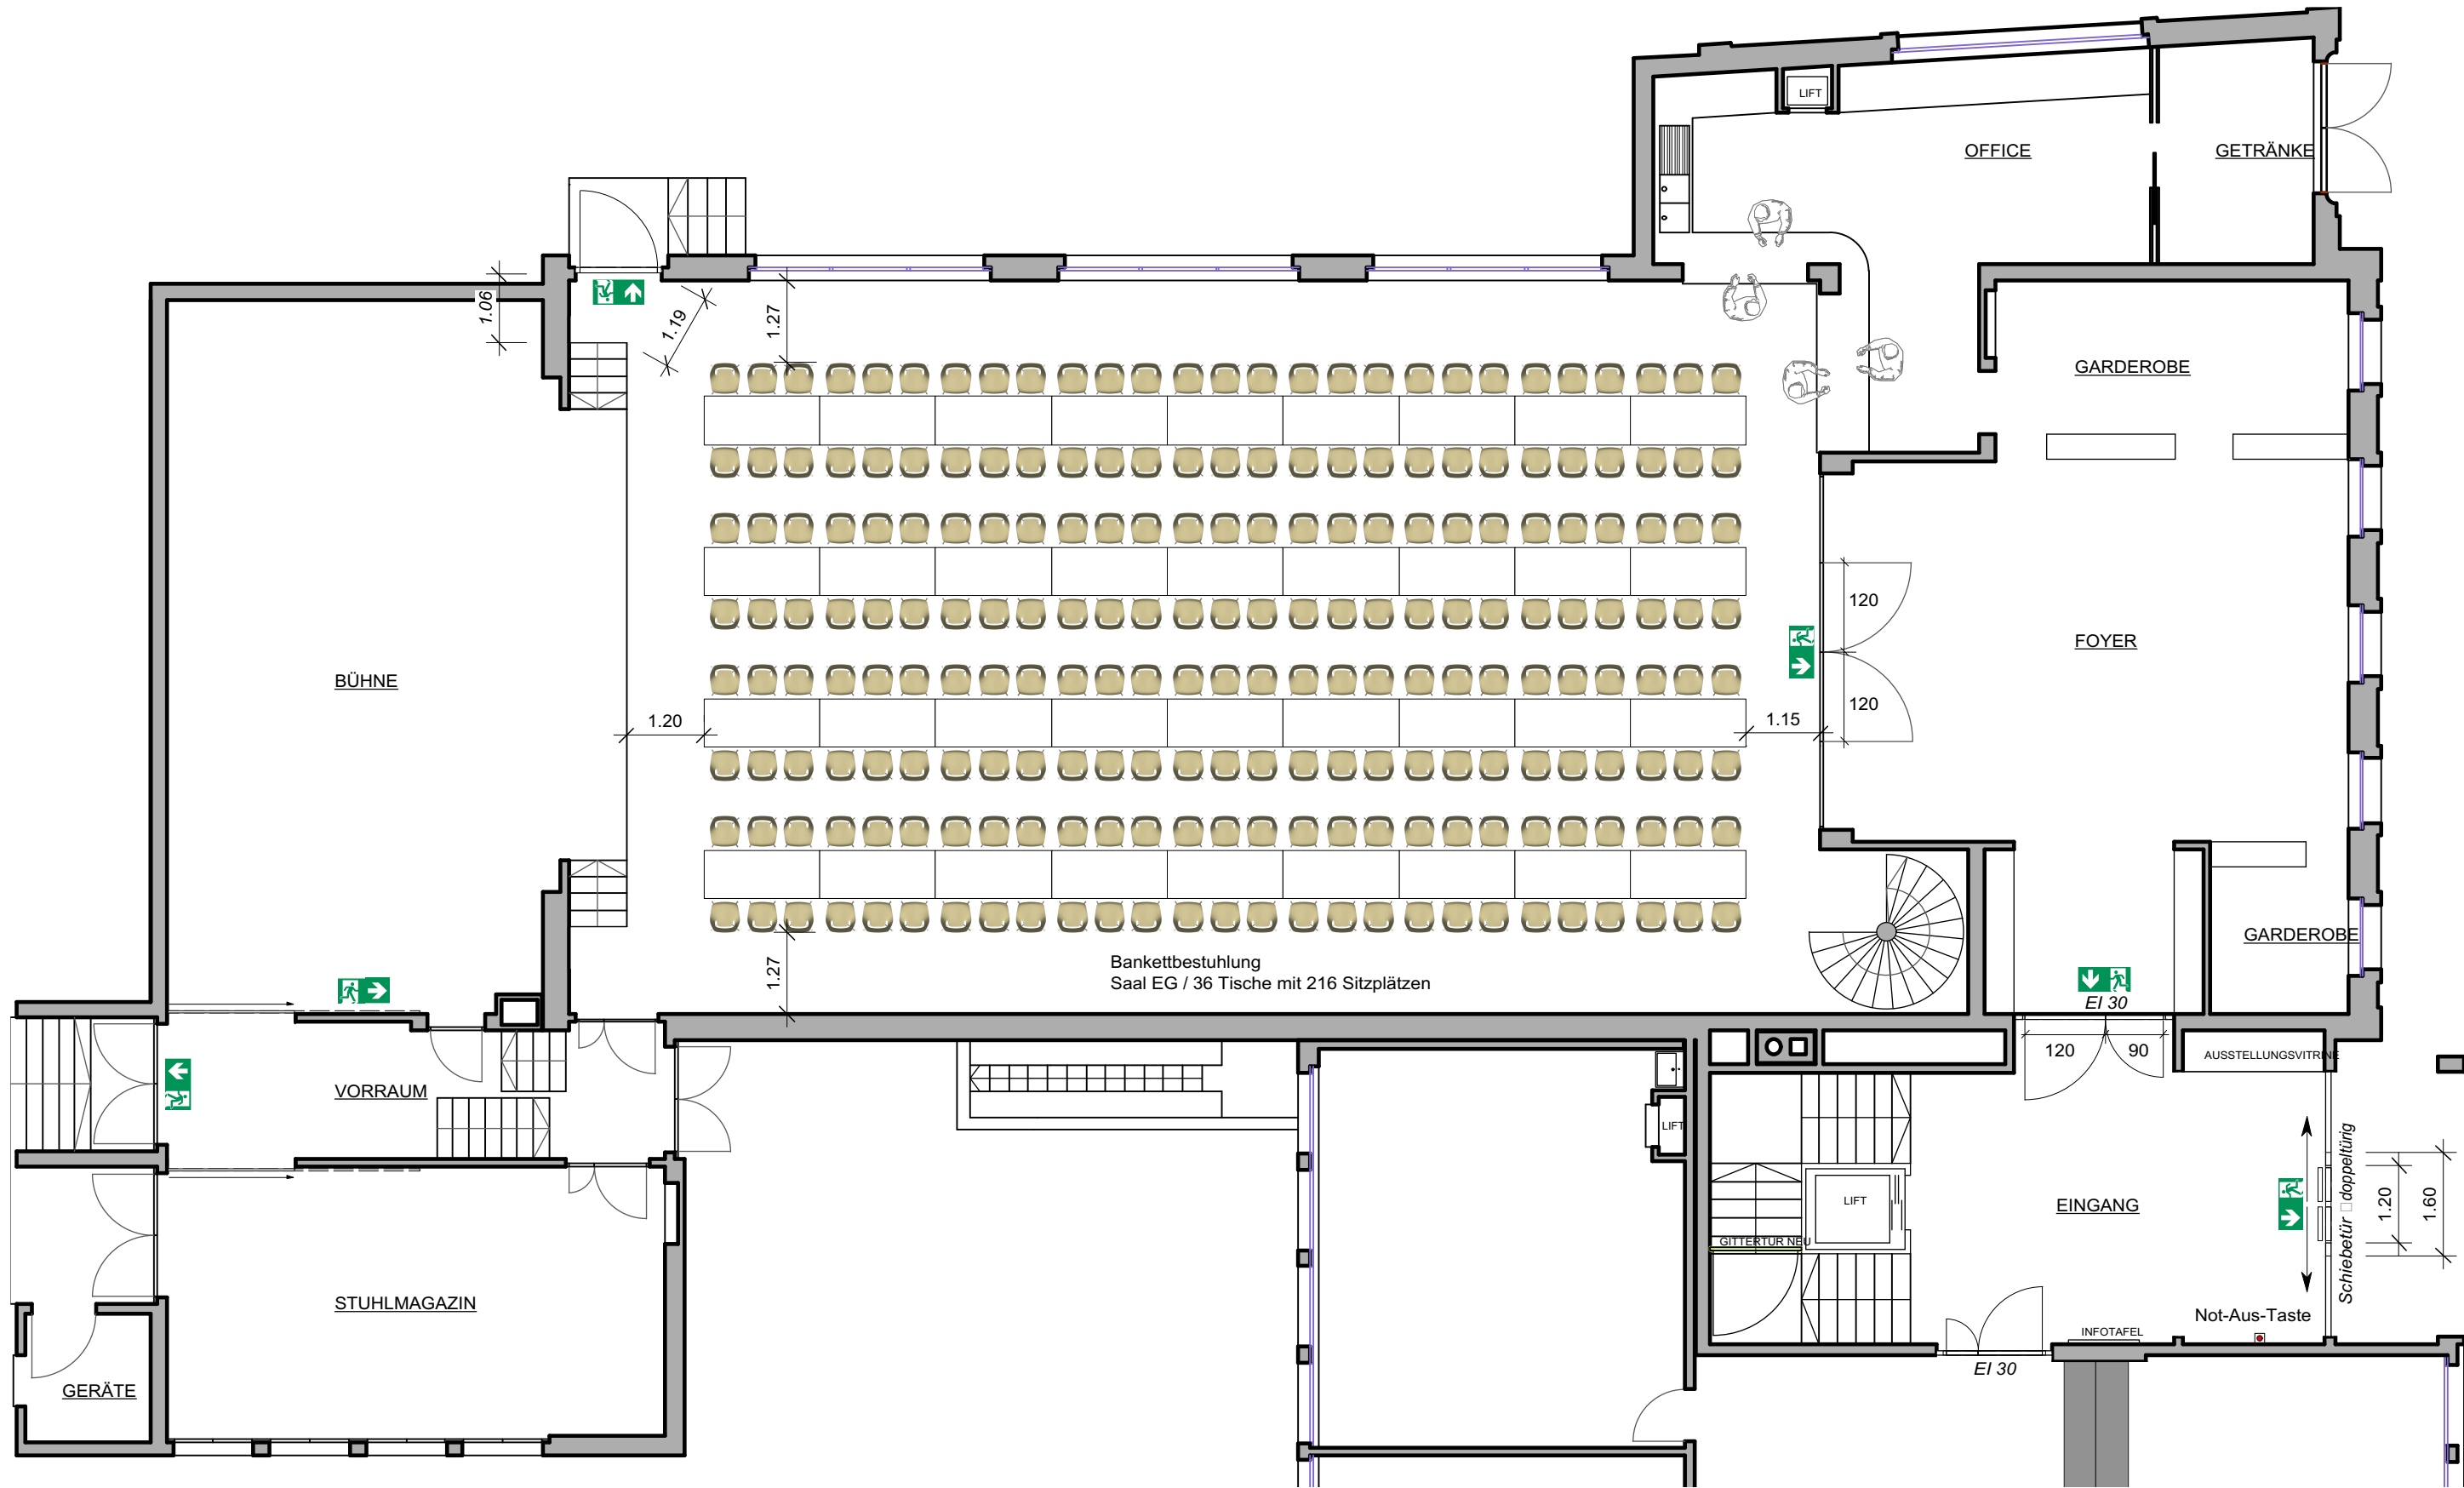 LIFT
OFFICE
GETRÄNKE
1.06
1.19
1.27
GARDEROBE
120
FOYER
BÜHNE
120
1.20
1.15
GARDEROBE
Bankettbestuhlung
Saal EG / 36 Tische mit 216 Sitzplätzen
1.27
EI 30
120
90
AUSSTELLUNGSVITRINE
VORRAUM
LIFT
LIFT
EINGANG
Schiebetür □doppeltürig
1.20
1.60
GITTERTÜR NEU
STUHLMAGAZIN
Not-Aus-Taste
INFOTAFEL
EI 30
GERÄTE